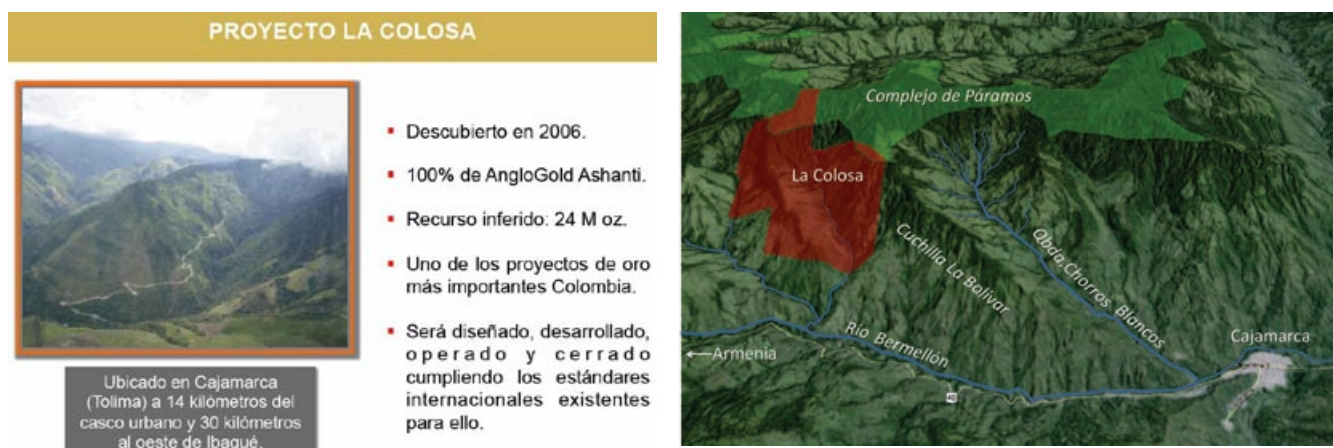 PROYECTO LA COLOSA
Descubierto en 2006.
100% de AngloGold Ashanti.
Recurso inferido: 24 M oz.
Uno de los proyectos de oro
más importantes Colombia.
Será diseñado, desarrollado,
operado y cerrado
cumpliendo los estándares
internacionales existentes
para ello.
Ubicado en Cajamarca
(Tolima) a 14 kilómetros del
casco urbano y 30 kilómetros
al oeste de Ibagué.
Complejo de Páramos
La Colosa
Cuchilla La Bolívar
Qbda. Chorros Blancos
Río Bermellón
Cajamarca
←Armenia
40